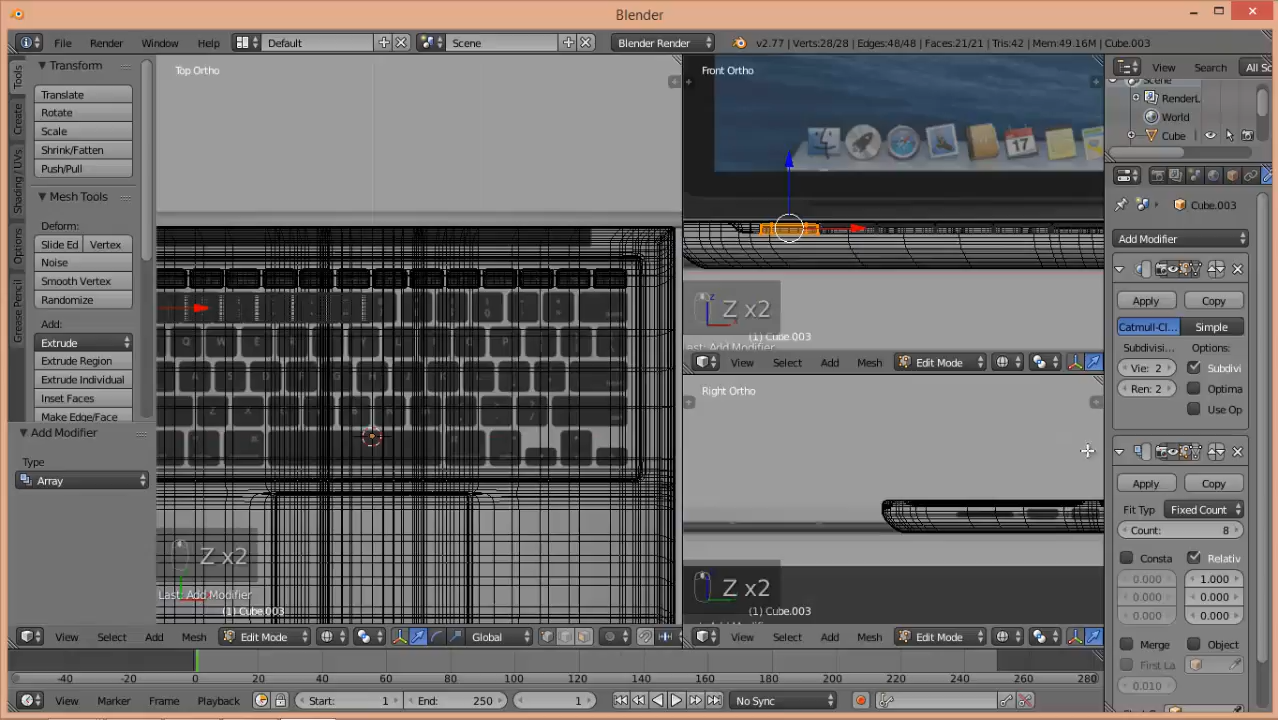 Blender
File Render Window Help Default Scene Blender Render v2.77 | Verts:28/28 | Edges:48/48 | Faces:21/21 | Tris:42 | Mem:49.16M | Cube.003
Tools
Create
Shading / UVs
Options
Grease Pencil
Transform
Translate
Rotate
Scale
Shrink/Fatten
Push/Pull
Mesh Tools
Deform:
Slide Ed Vertex
Noise
Smooth Vertex
Randomize
Add:
Extrude
Extrude Region
Extrude Individual
Inset Faces
Make Edge/Face
Add Modifier
Type
Array
Top Ortho
Z x2
Last: Add Modifier
(1) Cube.003
View Select Add Mesh Edit Mode Global
Front Ortho
17
Z x2
Last: Add Modifier
(1) Cube.003
View Select Add Mesh Edit Mode
Right Ortho
Z x2
(1) Cube.003
View Select Add Mesh Edit Mode
View Search All Sc
Scene
RenderL
World
Cube
Cube.003
Add Modifier
Apply Copy
Catmull-Cl... Simple
Subdivisi... Options:
Vie: 2 Subdivi
Ren: 2 Optima
Use Op
Apply Copy
Fit Typ Fixed Count
Count: 8
Consta Relativ
0.000 1.000
0.000 0.000
0.000 0.000
Merge Object
First La
0.010
-40 -20 0 20 40 60 80 100 120 140 160 180 200 220 240 260 280
View Marker Frame Playback Start: 1 End: 250 1 No Sync